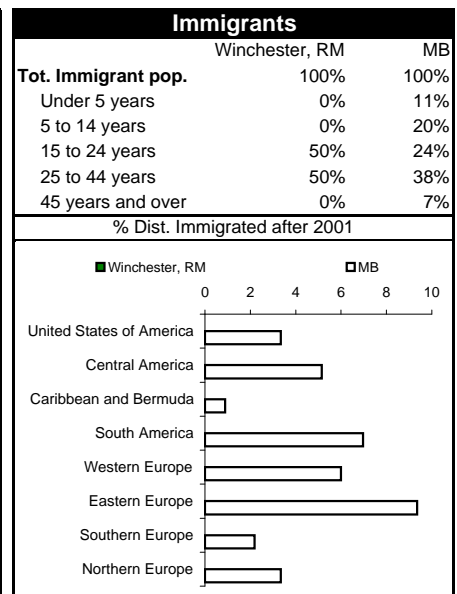 Immigrants
Winchester, RM MB
Tot. Immigrant pop. 100% 100%
Under 5 years 0% 11%
5 to 14 years 0% 20%
15 to 24 years 50% 24%
25 to 44 years 50% 38%
45 years and over 0% 7%
% Dist. Immigrated after 2001
Winchester, RM MB
0 2 4 6 8 10
United States of America
Central America
Caribbean and Bermuda
South America
Western Europe
Eastern Europe
Southern Europe
Northern Europe